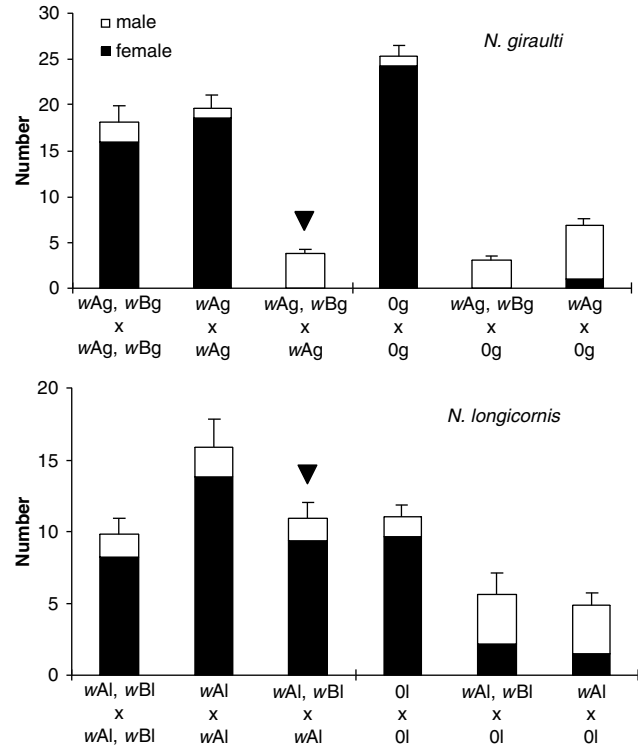 male
female
N. giraulti
Number
30
25
20
15
10
5
0
wAg, wBg wAg wAg, wBg 0g wAg, wBg wAg
x x x x x x
wAg, wBg wAg wAg 0g 0g 0g
N. longicornis
Number
20
15
10
5
0
wAl, wBl wAl wAl, wBl 0l wAl, wBl wAl
x x x x x x
wAl, wBl wAl wAl 0l 0l 0l